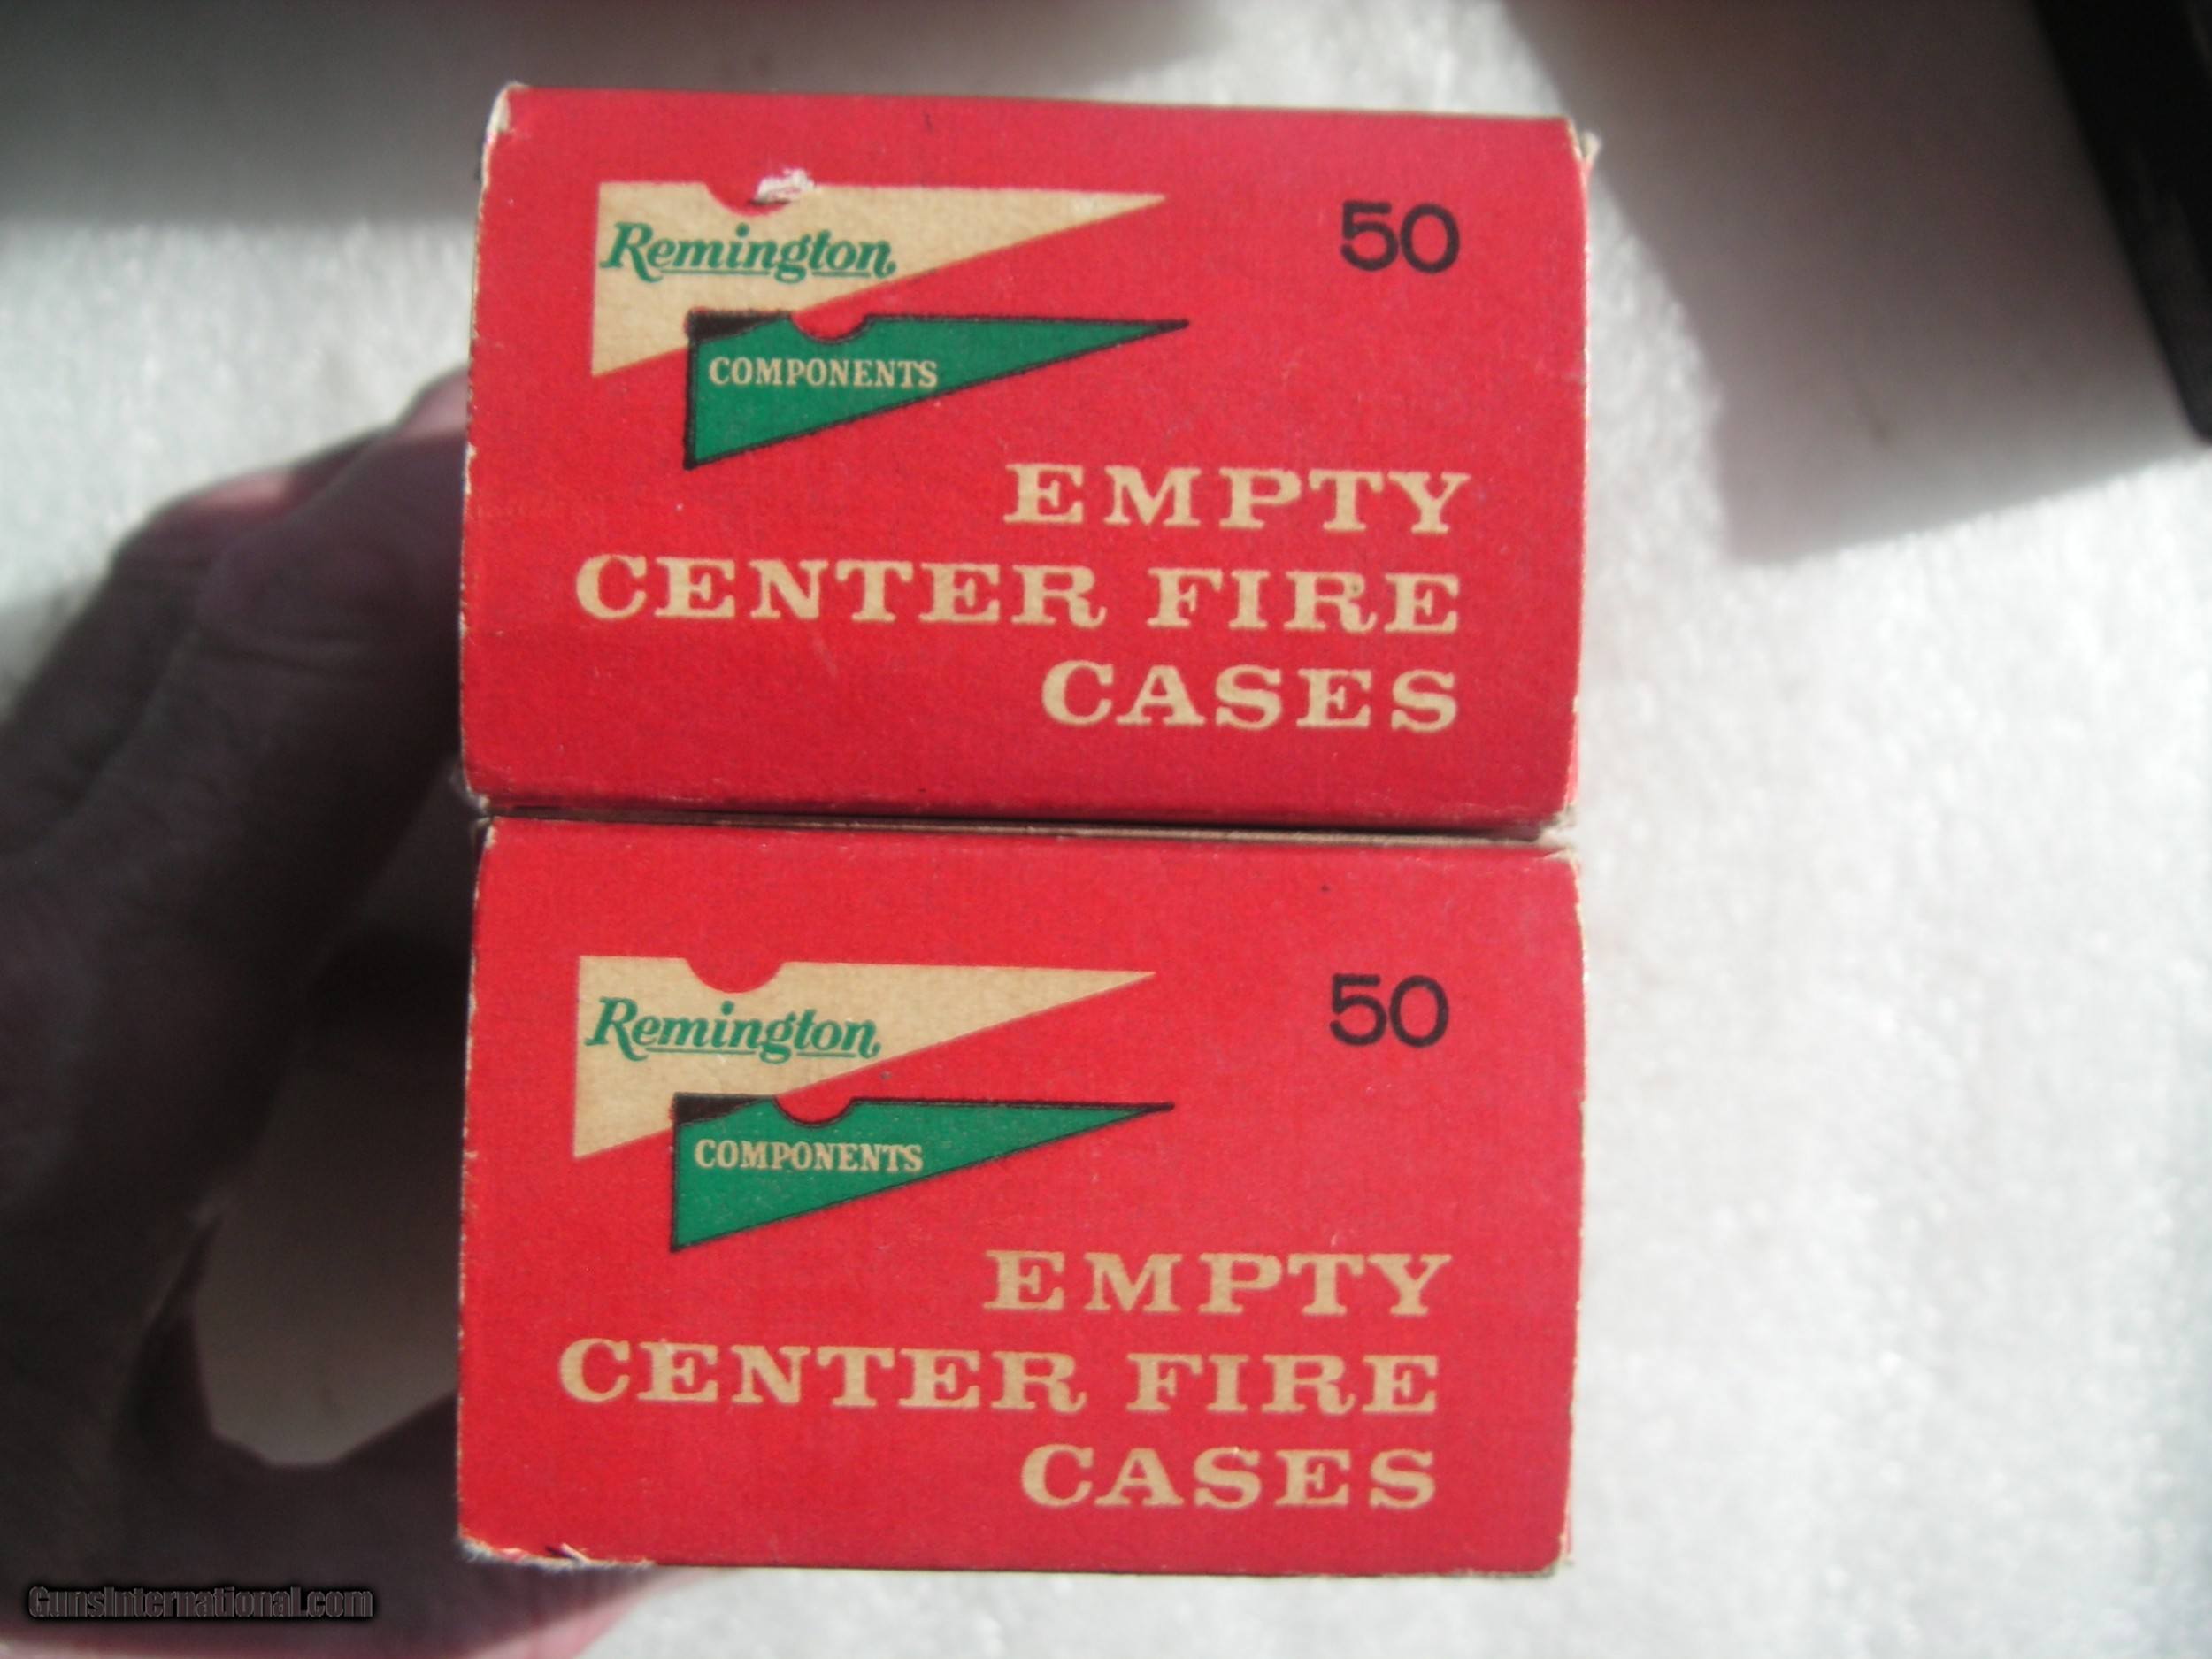 Remington
50
COMPONENTS
EMPTY
CENTER FIRE
CASES
Remington
50
COMPONENTS
EMPTY
CENTER FIRE
CASES
GunsInternational.com